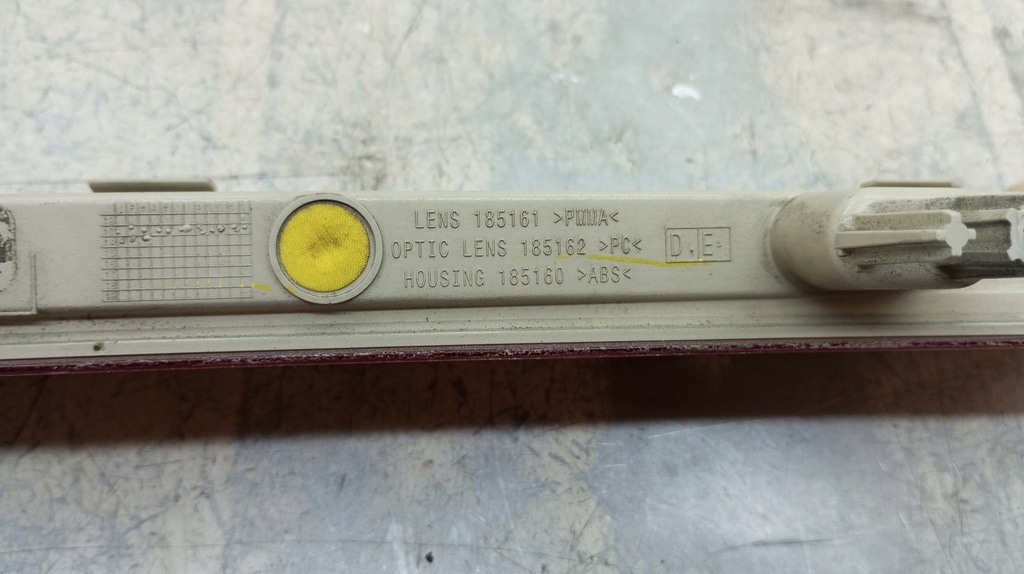 LENS 185161 >PMMA<
OPTIC LENS 185162 >PC<
HOUSING 185160 >ABS<
D.E